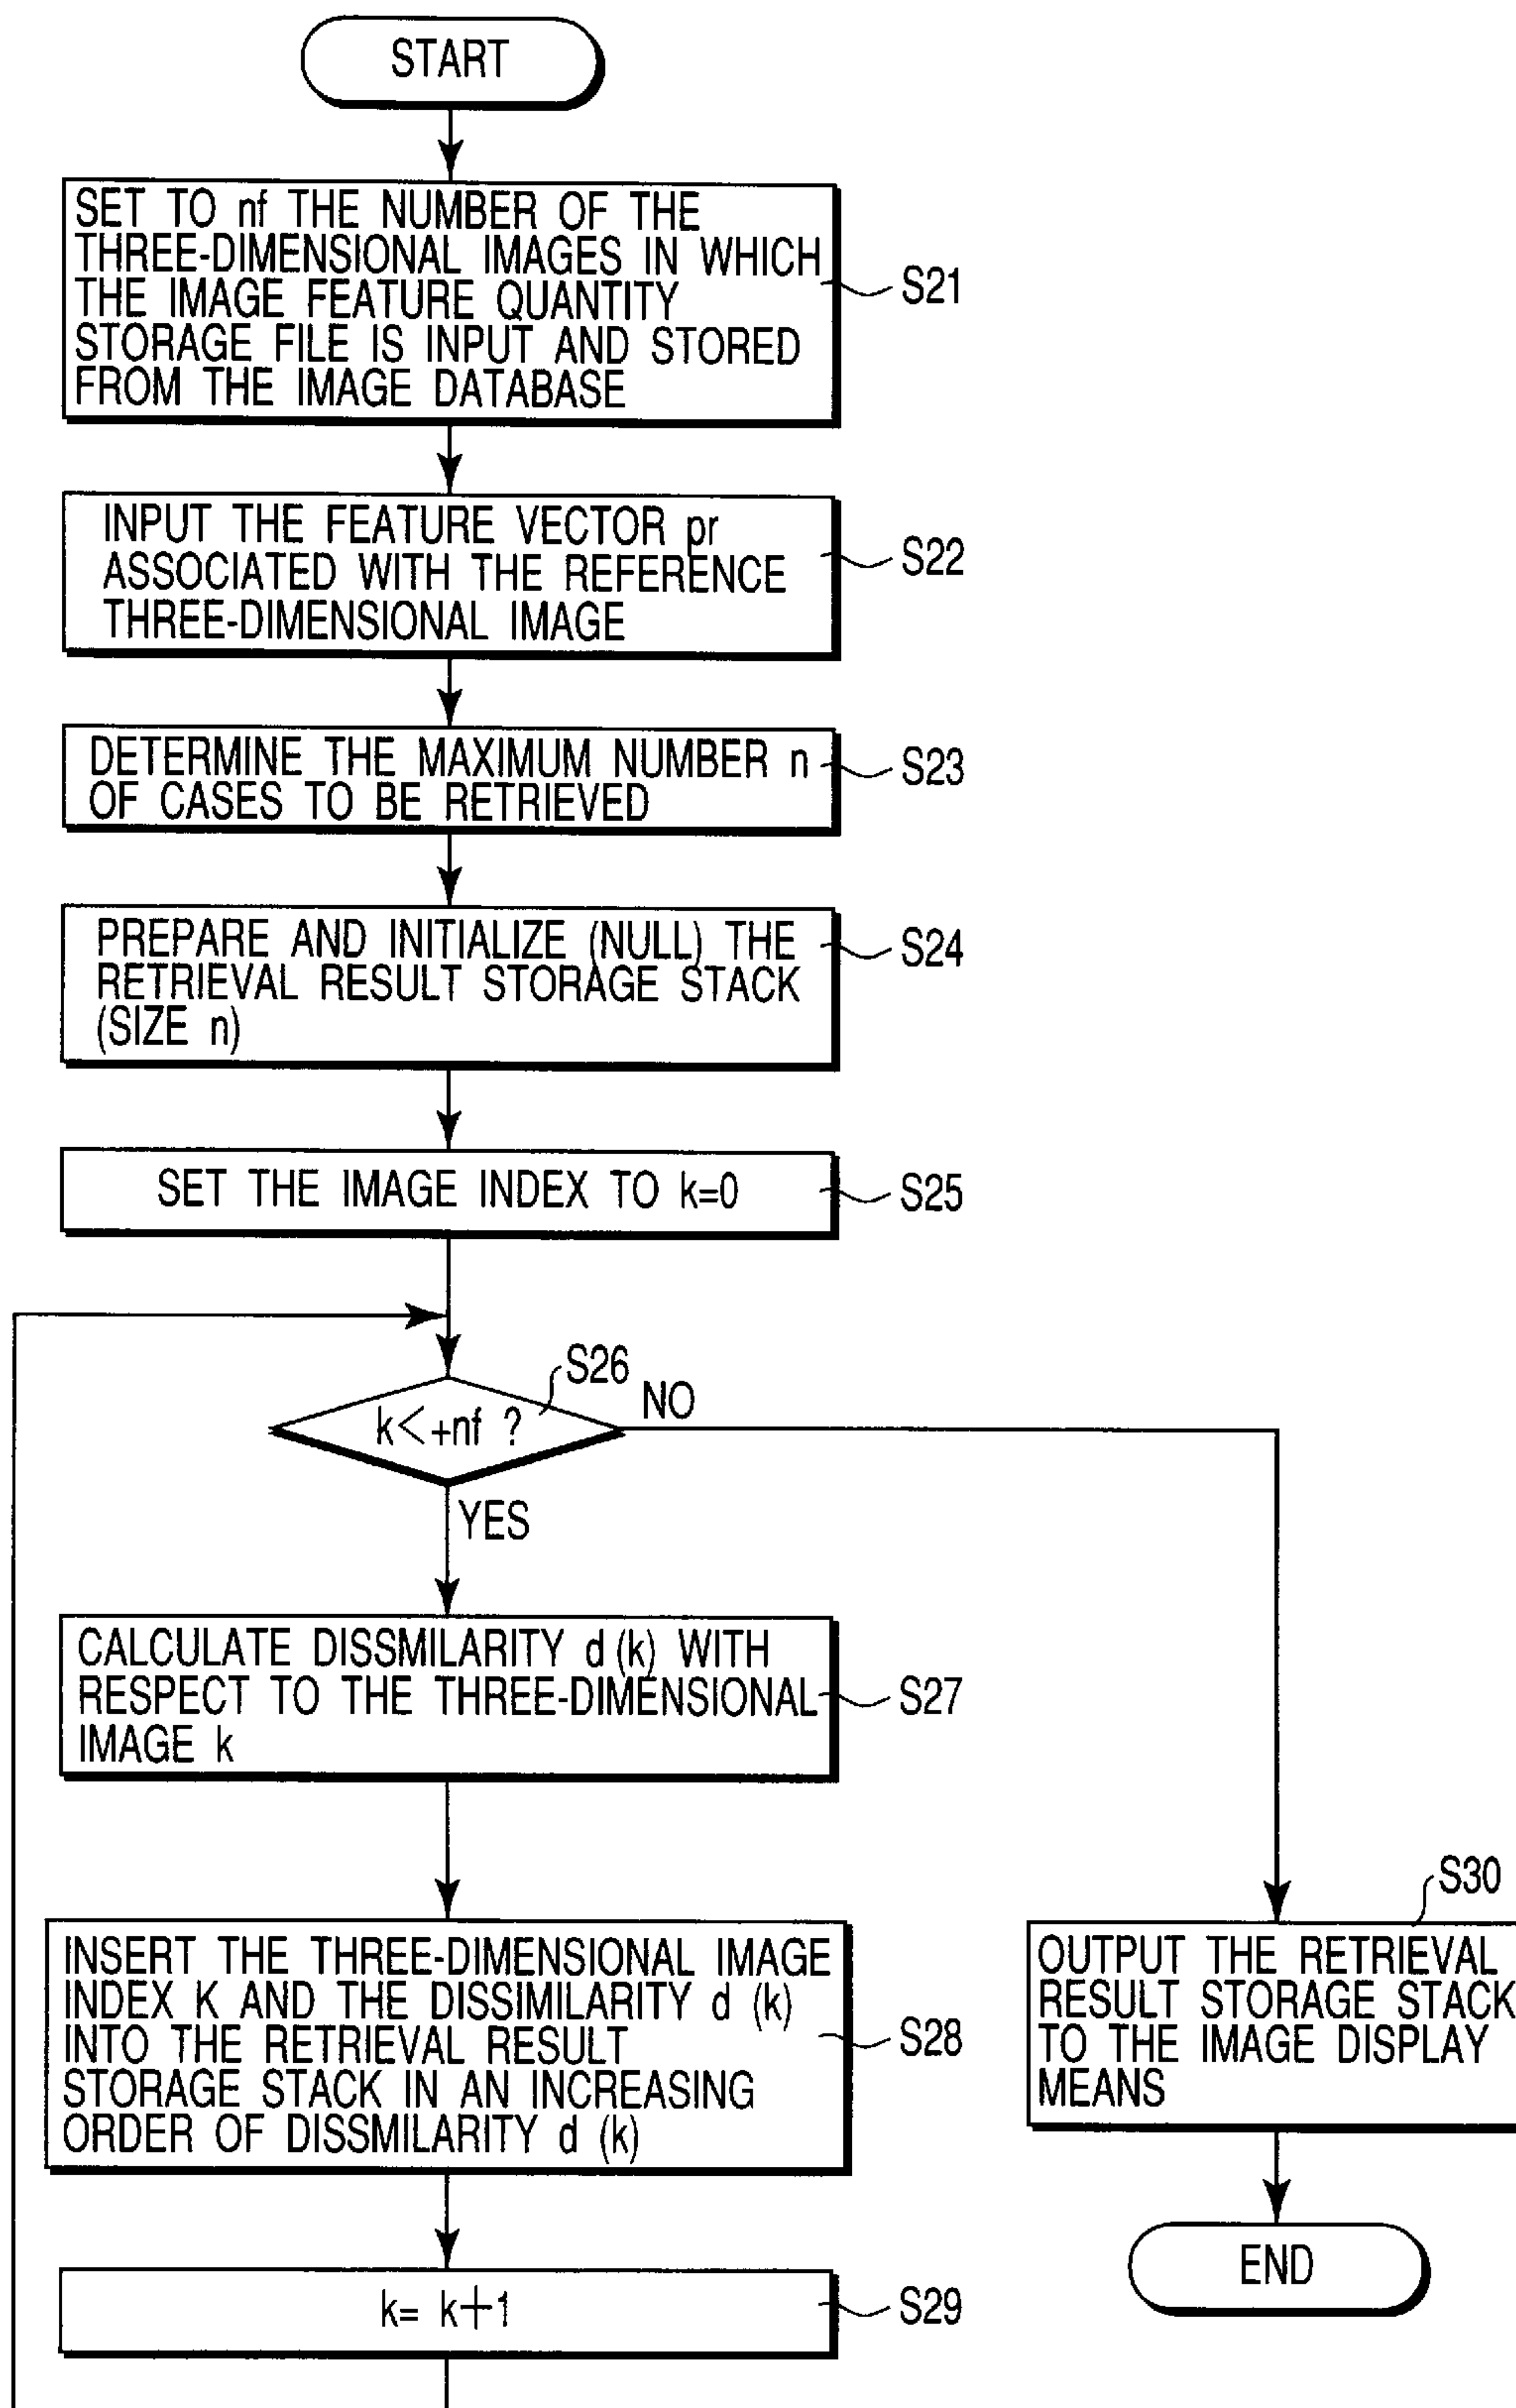 START
SET TO nf THE NUMBER OF THE
THREE-DIMENSIONAL IMAGES IN WHICH
THE IMAGE FEATURE QUANTITY
STORAGE FILE IS INPUT AND STORED
FROM THE IMAGE DATABASE
S21
INPUT THE FEATURE VECTOR pr
ASSOCIATED WITH THE REFERENCE
THREE-DIMENSIONAL IMAGE
S22
DETERMINE THE MAXIMUM NUMBER n
OF CASES TO BE RETRIEVED
S23
PREPARE AND INITIALIZE (NULL) THE
RETRIEVAL RESULT STORAGE STACK
(SIZE n)
S24
SET THE IMAGE INDEX TO k=0
S25
S26
k<+nf ?
NO
YES
CALCULATE DISSMILARITY d (k) WITH
RESPECT TO THE THREE-DIMENSIONAL
IMAGE k
S27
INSERT THE THREE-DIMENSIONAL IMAGE
INDEX K AND THE DISSIMILARITY d (k)
INTO THE RETRIEVAL RESULT
STORAGE STACK IN AN INCREASING
ORDER OF DISSMILARITY d (k)
S28
k= k+1
S29
S30
OUTPUT THE RETRIEVAL
RESULT STORAGE STACK
TO THE IMAGE DISPLAY
MEANS
END